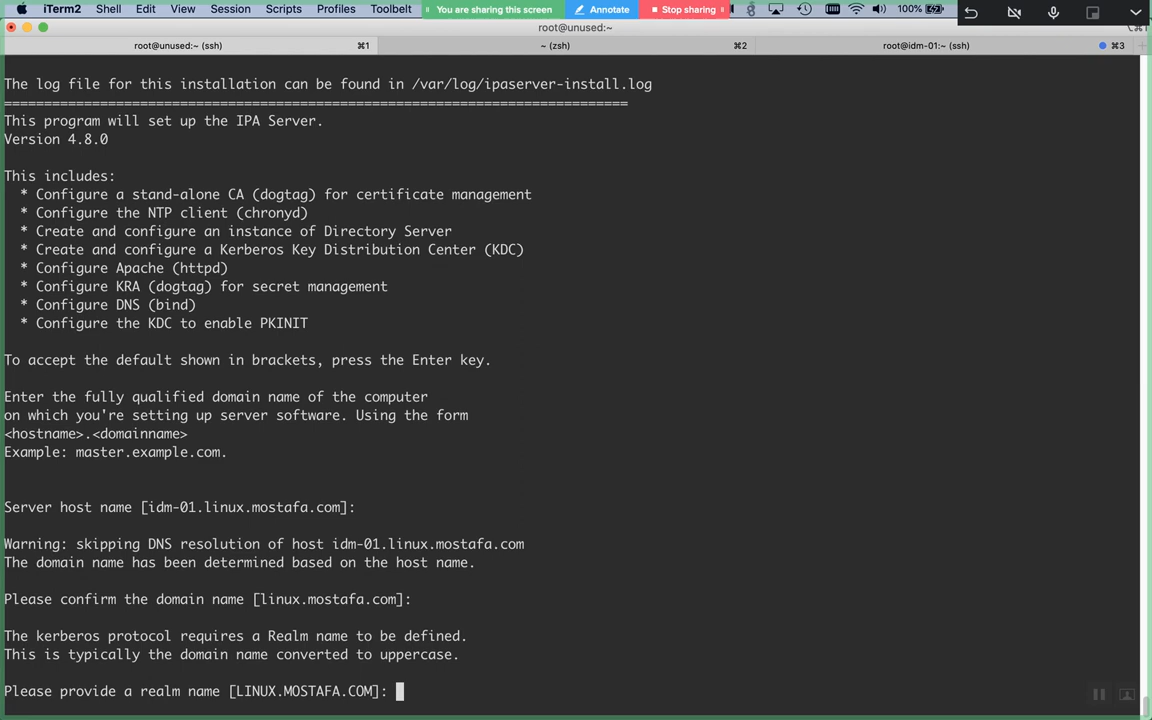 iTerm2 Shell Edit View Session Scripts Profiles Toolbelt You are sharing this screen Annotate Stop sharing 100%
root@unused:~
root@unused:~ (ssh) ⌘1 ~ (zsh) ⌘2 root@idm-01:~ (ssh) ⌘3
The log file for this installation can be found in /var/log/ipaserver-install.log
==============================================================================
This program will set up the IPA Server.
Version 4.8.0
This includes:
* Configure a stand-alone CA (dogtag) for certificate management
* Configure the NTP client (chronyd)
* Create and configure an instance of Directory Server
* Create and configure a Kerberos Key Distribution Center (KDC)
* Configure Apache (httpd)
* Configure KRA (dogtag) for secret management
* Configure DNS (bind)
* Configure the KDC to enable PKINIT
To accept the default shown in brackets, press the Enter key.
Enter the fully qualified domain name of the computer
on which you're setting up server software. Using the form
<hostname>.<domainname>
Example: master.example.com.
Server host name [idm-01.linux.mostafa.com]:
Warning: skipping DNS resolution of host idm-01.linux.mostafa.com
The domain name has been determined based on the host name.
Please confirm the domain name [linux.mostafa.com]:
The kerberos protocol requires a Realm name to be defined.
This is typically the domain name converted to uppercase.
Please provide a realm name [LINUX.MOSTAFA.COM]: